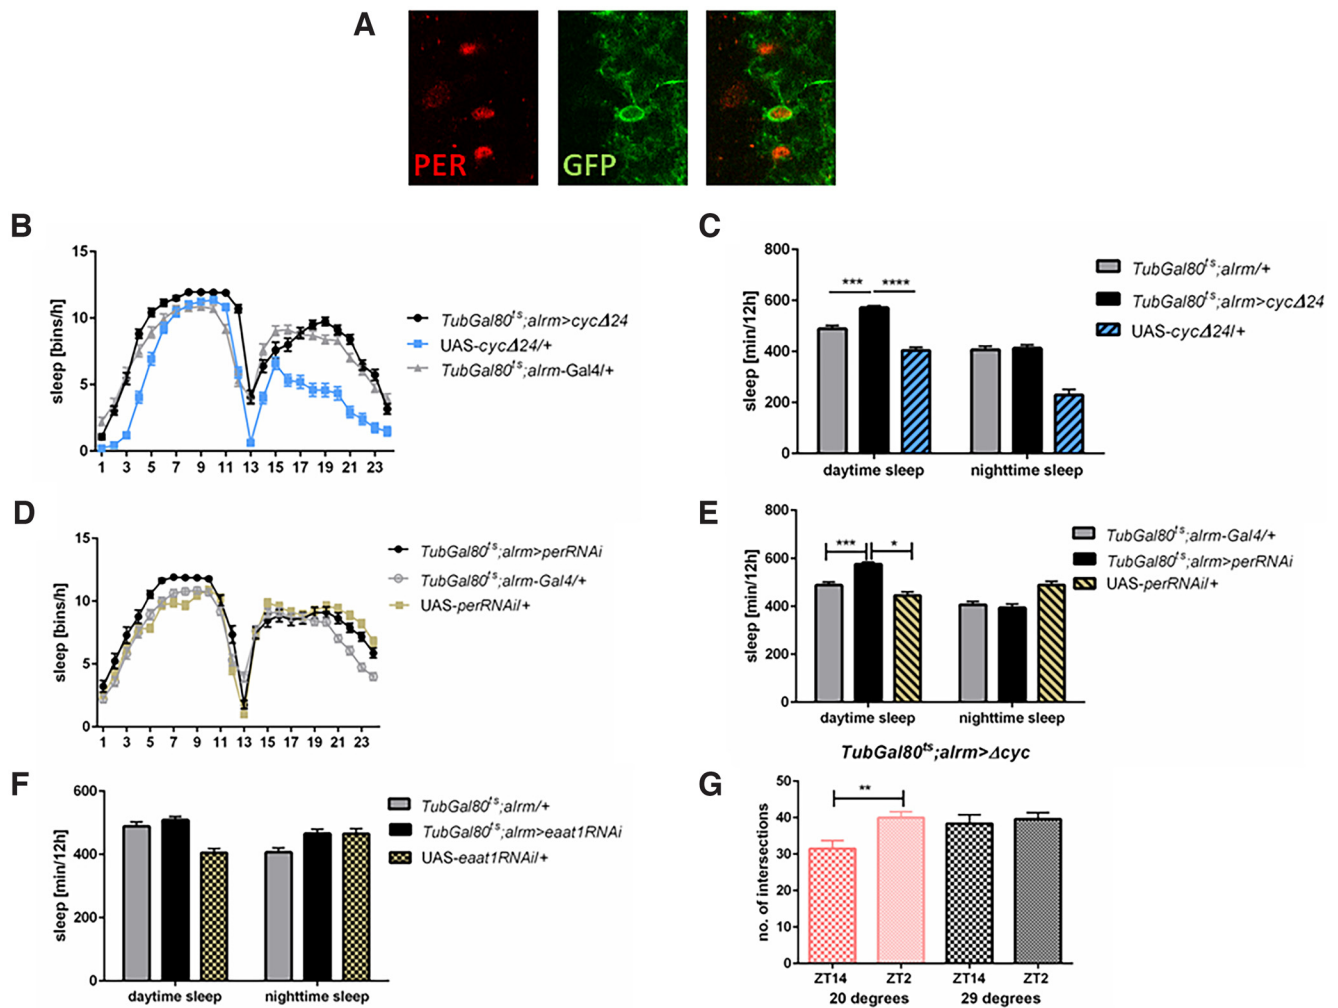 A
PER
GFP
B
15
10
5
0
sleep [bins/h]
1 3 5 7 9 11 13 15 17 19 21 23
TubGal80ts;alrm>cycΔ24
UAS-cycΔ24/+
TubGal80ts;alrm-Gal4/+
C
800
600
400
200
0
sleep [min/12h]
*** ****
daytime sleep nighttime sleep
TubGal80ts;alrm/+
TubGal80ts;alrm>cycΔ24
UAS-cycΔ24/+
D
15
10
5
0
sleep [bins/h]
1 3 5 7 9 11 13 15 17 19 21 23
TubGal80ts;alrm>perRNAi
TubGal80ts;alrm-Gal4/+
UAS-perRNAi/+
E
800
600
400
200
0
sleep [min/12h]
*** *
daytime sleep nighttime sleep
TubGal80ts;alrm-Gal4/+
TubGal80ts;alrm>perRNAi
UAS-perRNAi/+
F
600
400
200
0
sleep [min/12h]
daytime sleep nighttime sleep
TubGal80ts;alrm/+
TubGal80ts;alrm>eaat1RNAi
UAS-eaat1RNAi/+
TubGal80ts;alrm>Δcyc
G
50
40
30
20
10
0
no. of intersections
**
ZT14 ZT2 ZT14 ZT2
20 degrees 29 degrees